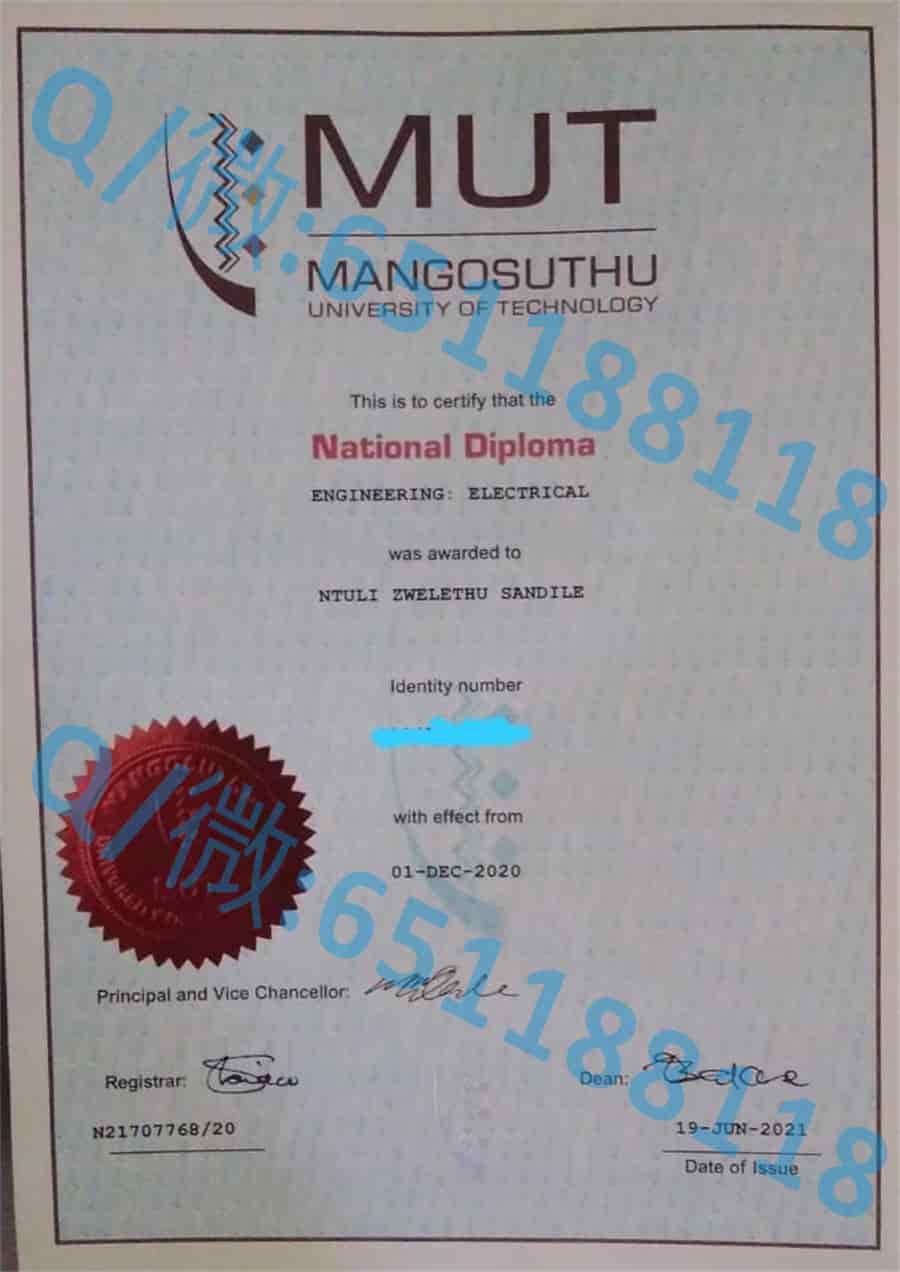 MUT
MANGOSUTHU
UNIVERSITY OF TECHNOLOGY
This is to certify that the
National Diploma
ENGINEERING: ELECTRICAL
was awarded to
NTULI ZWELETHU SANDILE
Identity number
with effect from
01-DEC-2020
Principal and Vice Chancellor:
Registrar:
Dean:
N21707768/20
19-JUN-2021
Date of Issue
Q/微:651188118
Q/微:651188118